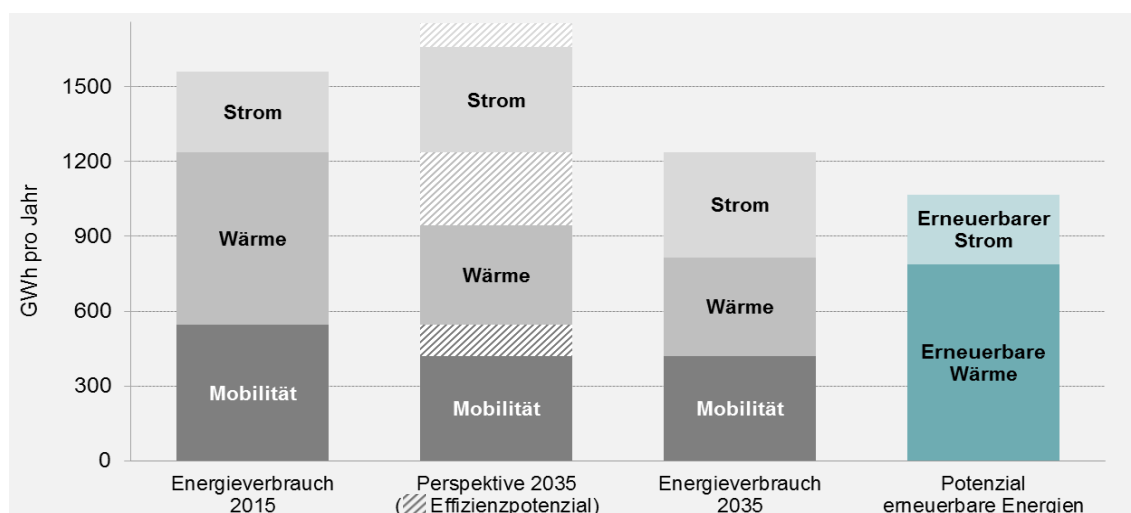 GWh pro Jahr
1500
1200
900
600
300
0
Strom
Wärme
Mobilität
Strom
Wärme
Mobilität
Strom
Wärme
Mobilität
Erneuerbarer
Strom
Erneuerbare
Wärme
Energieverbrauch
2015
Perspektive 2035
( Effizienzpotenzial)
Energieverbrauch
2035
Potenzial
erneuerbare Energien